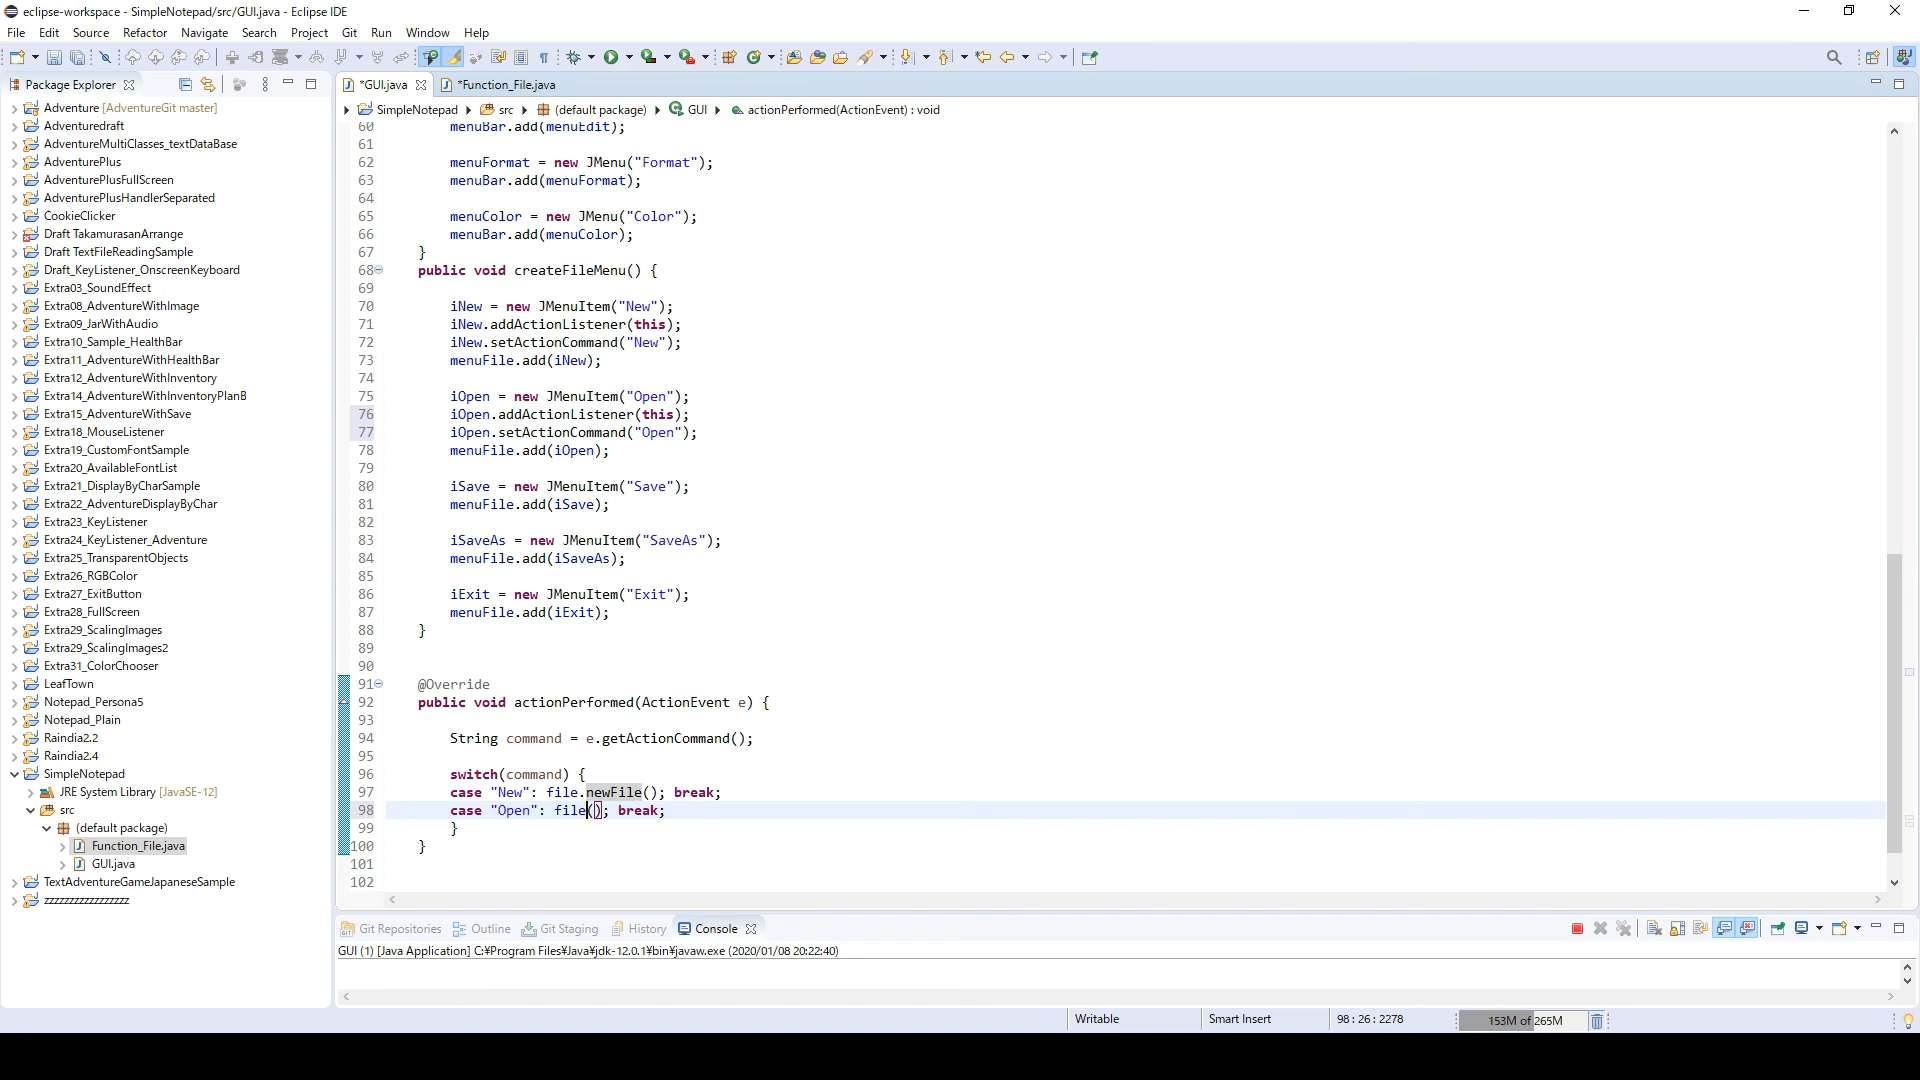 eclipse-workspace - SimpleNotepad/src/GUI.java - Eclipse IDE
File Edit Source Refactor Navigate Search Project Git Run Window Help
Package Explorer
*GUI.java *Function_File.java
SimpleNotepad src (default package) GUI actionPerformed(ActionEvent) : void
Adventure [AdventureGit master]
Adventuredraft
AdventureMultiClasses_textDataBase
AdventurePlus
AdventurePlusFullScreen
AdventurePlusHandlerSeparated
CookieClicker
Draft TakamurasanArrange
Draft TextFileReadingSample
Draft_KeyListener_OnscreenKeyboard
Extra03_SoundEffect
Extra08_AdventureWithImage
Extra09_JarWithAudio
Extra10_Sample_HealthBar
Extra11_AdventureWithHealthBar
Extra12_AdventureWithInventory
Extra14_AdventureWithInventoryPlanB
Extra15_AdventureWithSave
Extra18_MouseListener
Extra19_CustomFontSample
Extra20_AvailableFontList
Extra21_DisplayByCharSample
Extra22_AdventureDisplayByChar
Extra23_KeyListener
Extra24_KeyListener_Adventure
Extra25_TransparentObjects
Extra26_RGBColor
Extra27_ExitButton
Extra28_FullScreen
Extra29_ScalingImages
Extra29_ScalingImages2
Extra31_ColorChooser
LeafTown
Notepad_Persona5
Notepad_Plain
Raindia2.2
Raindia2.4
SimpleNotepad
JRE System Library [JavaSE-12]
src
(default package)
Function_File.java
GUI.java
TextAdventureGameJapaneseSample
zzzzzzzzzzzzzzzzz
60 menuBar.add(menuEdit);
61
62 menuFormat = new JMenu("Format");
63 menuBar.add(menuFormat);
64
65 menuColor = new JMenu("Color");
66 menuBar.add(menuColor);
67 }
68 public void createFileMenu() {
69
70 iNew = new JMenuItem("New");
71 iNew.addActionListener(this);
72 iNew.setActionCommand("New");
73 menuFile.add(iNew);
74
75 iOpen = new JMenuItem("Open");
76 iOpen.addActionListener(this);
77 iOpen.setActionCommand("Open");
78 menuFile.add(iOpen);
79
80 iSave = new JMenuItem("Save");
81 menuFile.add(iSave);
82
83 iSaveAs = new JMenuItem("SaveAs");
84 menuFile.add(iSaveAs);
85
86 iExit = new JMenuItem("Exit");
87 menuFile.add(iExit);
88 }
89
90
91 @Override
92 public void actionPerformed(ActionEvent e) {
93
94 String command = e.getActionCommand();
95
96 switch(command) {
97 case "New": file.newFile(); break;
98 case "Open": file(); break;
99 }
100 }
101
102
Git Repositories Outline Git Staging History Console
GUI (1) [Java Application] C:¥Program Files¥Java¥jdk-12.0.1¥bin¥javaw.exe (2020/01/08 20:22:40)
Writable Smart Insert 98 : 26 : 2278 153M of 265M